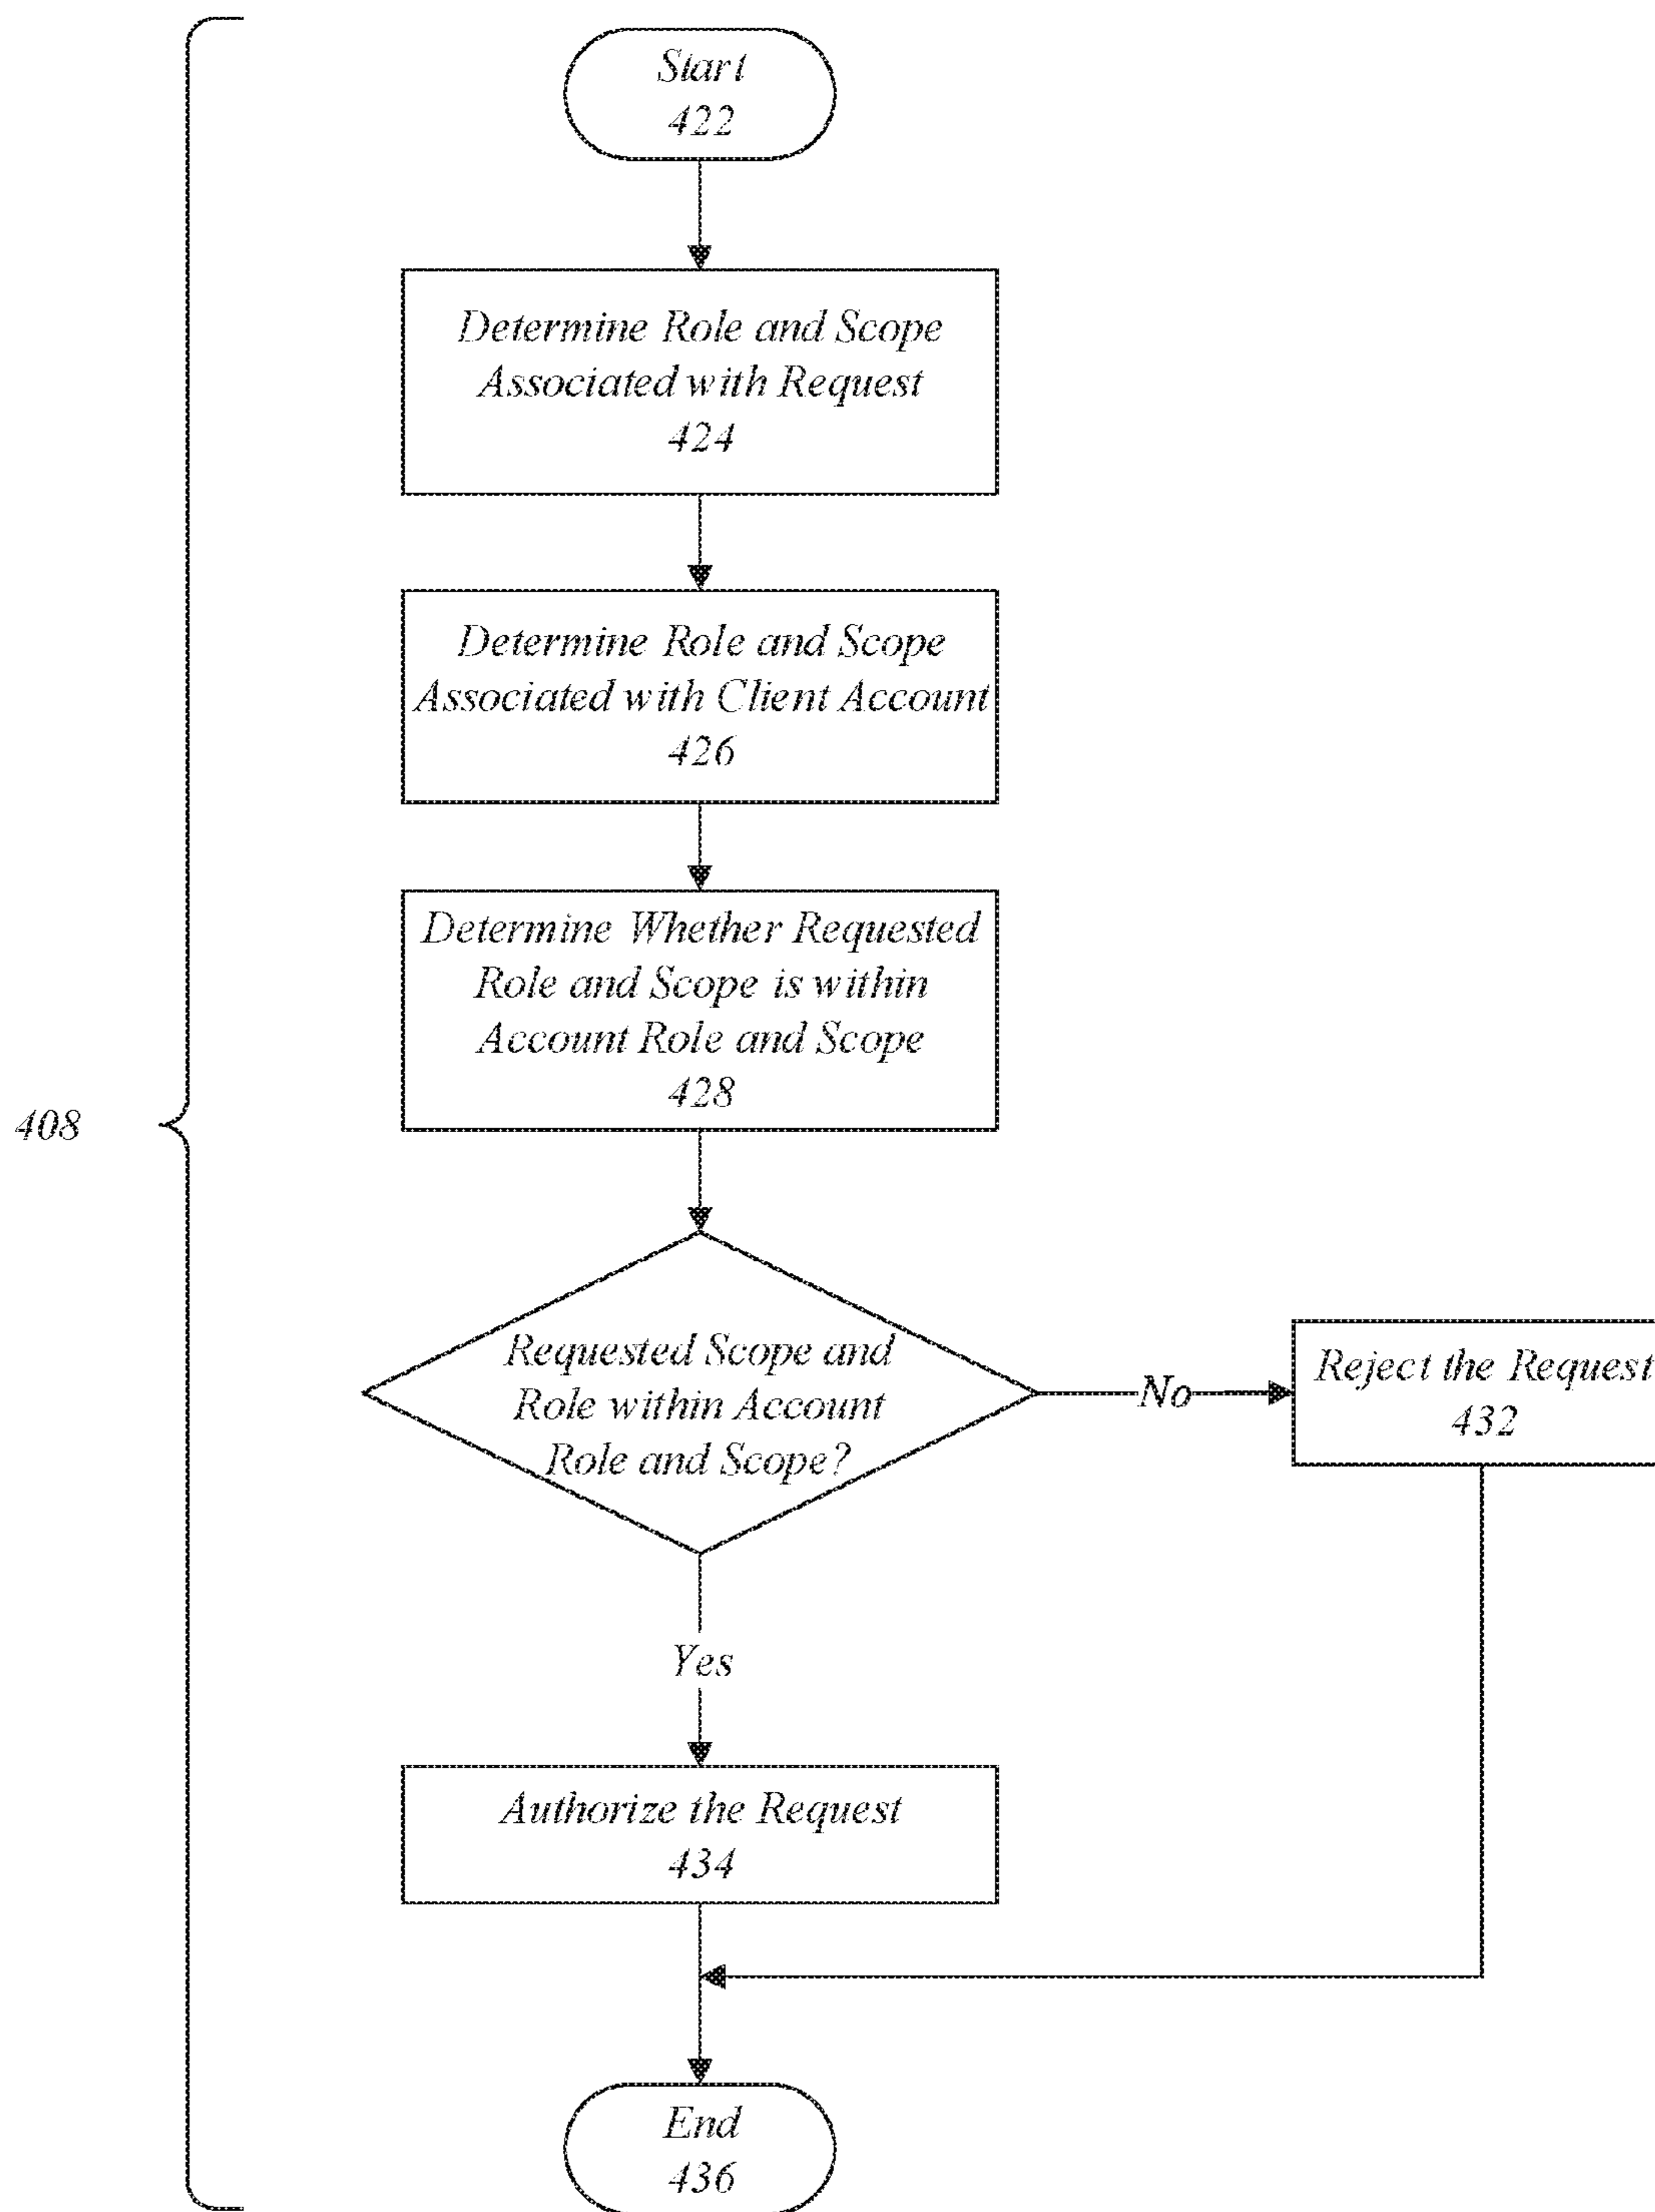 Start
422
Determine Role and Scope
Associated with Request
424
Determine Role and Scope
Associated with Client Account
426
Determine Whether Requested
Role and Scope is within
Account Role and Scope
428
408
Requested Scope and
Role within Account
Role and Scope?
No
Reject the Request
432
Yes
Authorize the Request
434
End
436